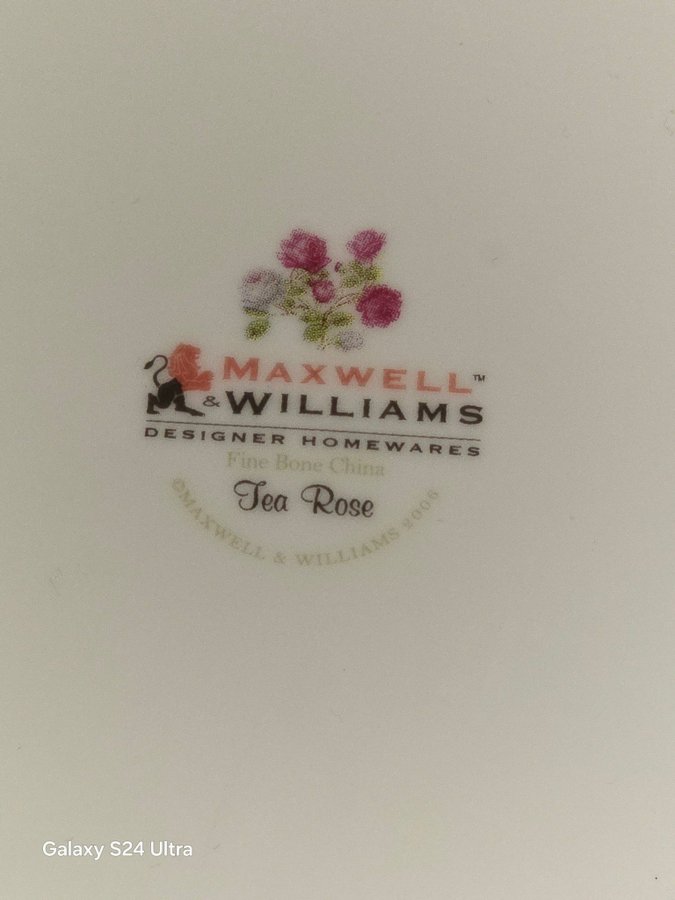 MAXWELL™
& WILLIAMS
DESIGNER HOMEWARES
Fine Bone China
Tea Rose
©MAXWELL & WILLIAMS 2006
Galaxy S24 Ultra